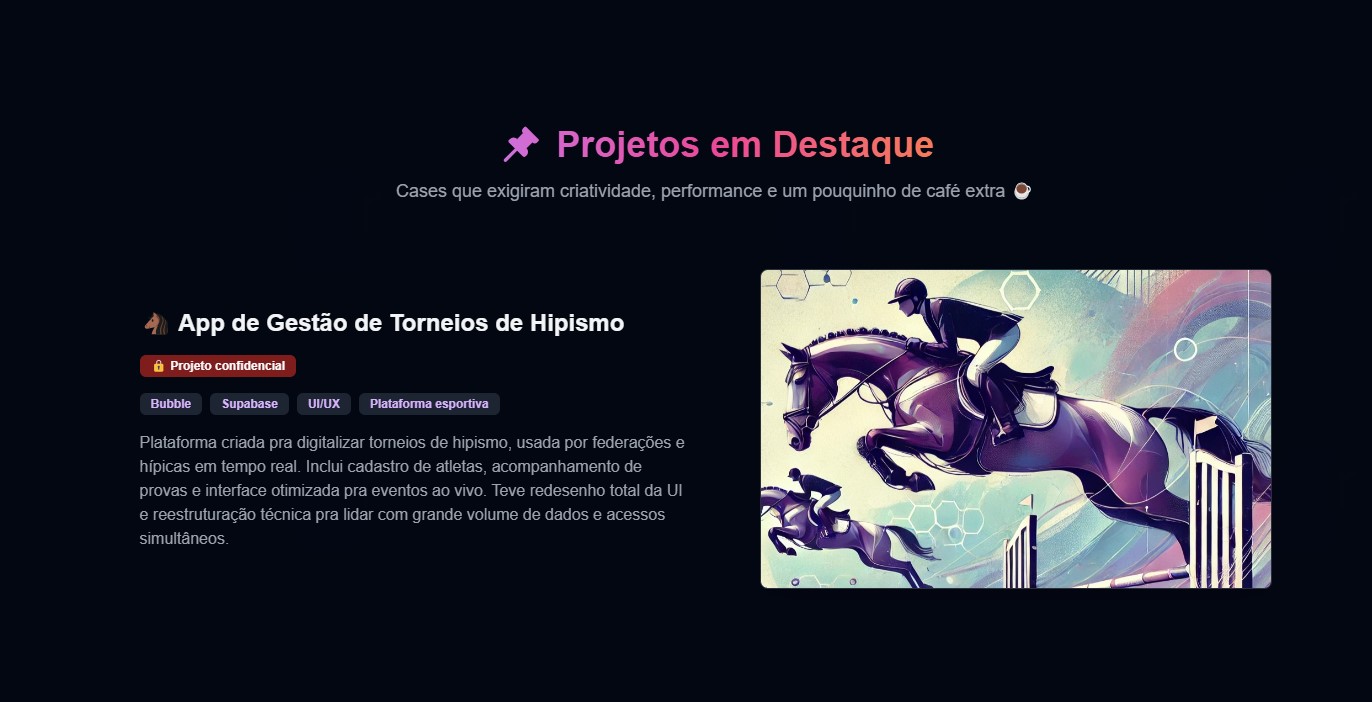 Projetos em Destaque
Cases que exigiram criatividade, performance e um pouquinho de café extra ☕
🐴 App de Gestão de Torneios de Hipismo
🔒 Projeto confidencial
Bubble Supabase UI/UX Plataforma esportiva
Plataforma criada pra digitalizar torneios de hipismo, usada por federações e
hípicas em tempo real. Inclui cadastro de atletas, acompanhamento de
provas e interface otimizada pra eventos ao vivo. Teve redesenho total da UI
e reestruturação técnica pra lidar com grande volume de dados e acessos
simultâneos.